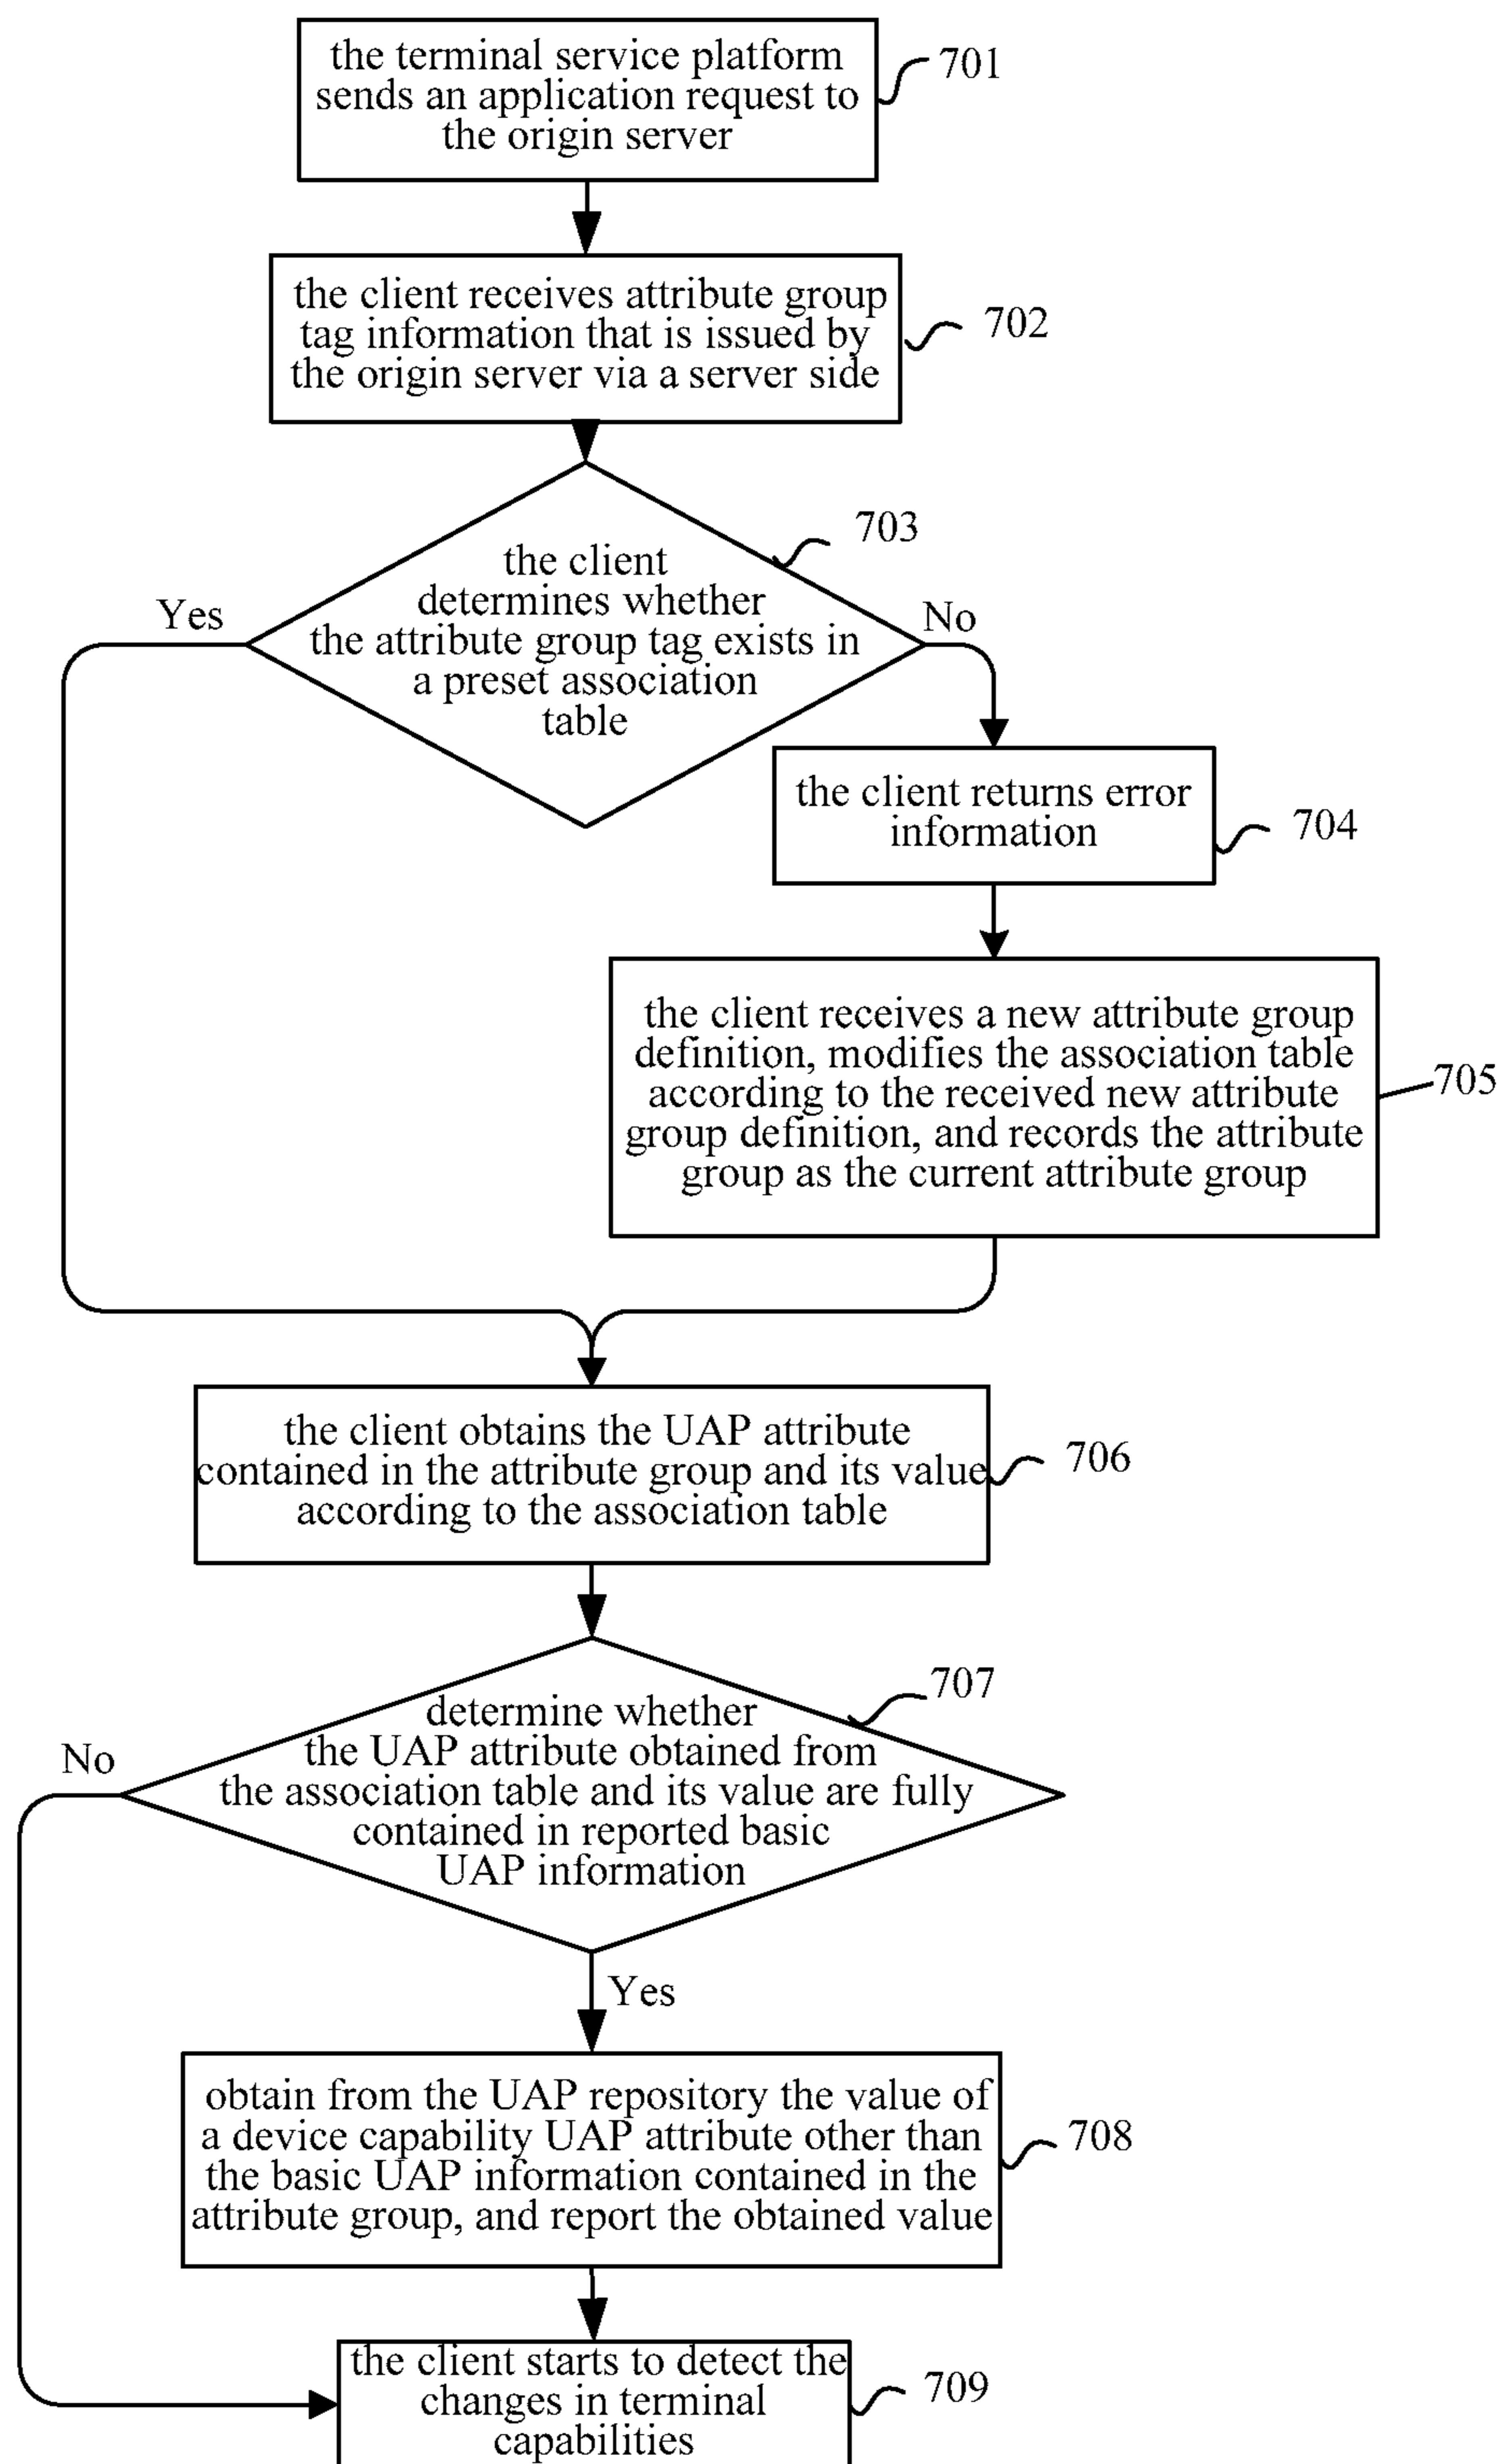 the terminal service platform
sends an application request to
the origin server
701
the client receives attribute group
tag information that is issued by
the origin server via a server side
702
703
the client
determines whether
the attribute group tag exists in
a preset association
table
Yes
No
the client returns error
information
704
the client receives a new attribute group
definition, modifies the association table
according to the received new attribute
group definition, and records the attribute
group as the current attribute group
705
the client obtains the UAP attribute
contained in the attribute group and its value
according to the association table
706
707
determine whether
the UAP attribute obtained from
the association table and its value are fully
contained in reported basic
UAP information
No
Yes
obtain from the UAP repository the value of
a device capability UAP attribute other than
the basic UAP information contained in the
attribute group, and report the obtained value
708
the client starts to detect the
changes in terminal
capabilities
709